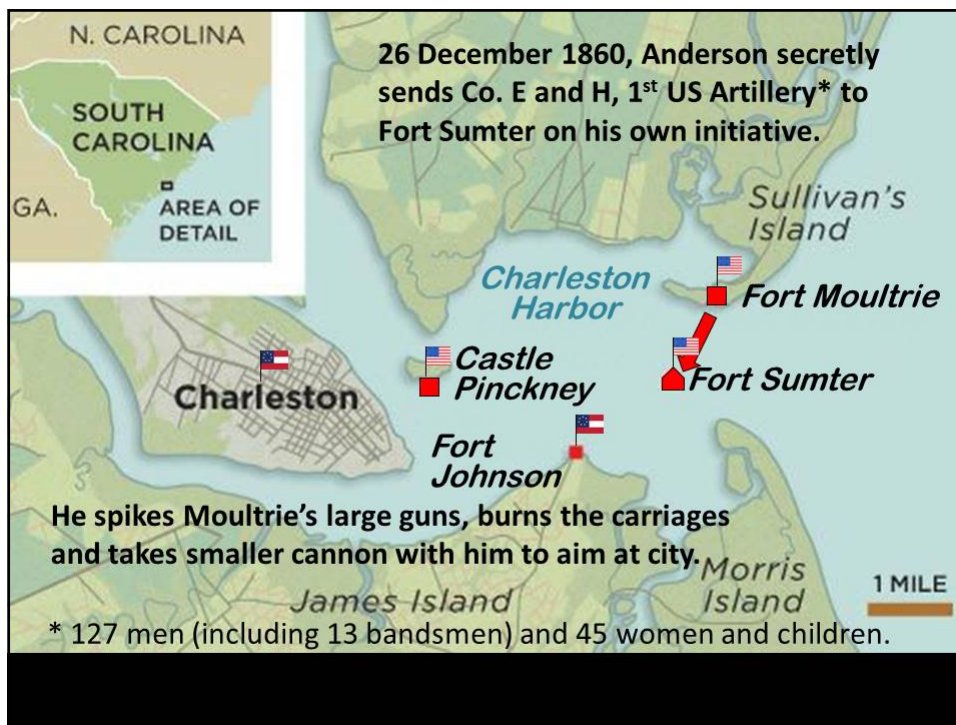 N. CAROLINA
SOUTH
CAROLINA
GA.
AREA OF
DETAIL
26 December 1860, Anderson secretly
sends Co. E and H, 1st US Artillery* to
Fort Sumter on his own initiative.
Sullivan's
Island
Charleston
Harbor
Fort Moultrie
Castle
Pinckney
Fort Sumter
Charleston
Fort
Johnson
He spikes Moultrie's large guns, burns the carriages
and takes smaller cannon with him to aim at city.
Morris
Island
James Island
1 MILE
* 127 men (including 13 bandsmen) and 45 women and children.